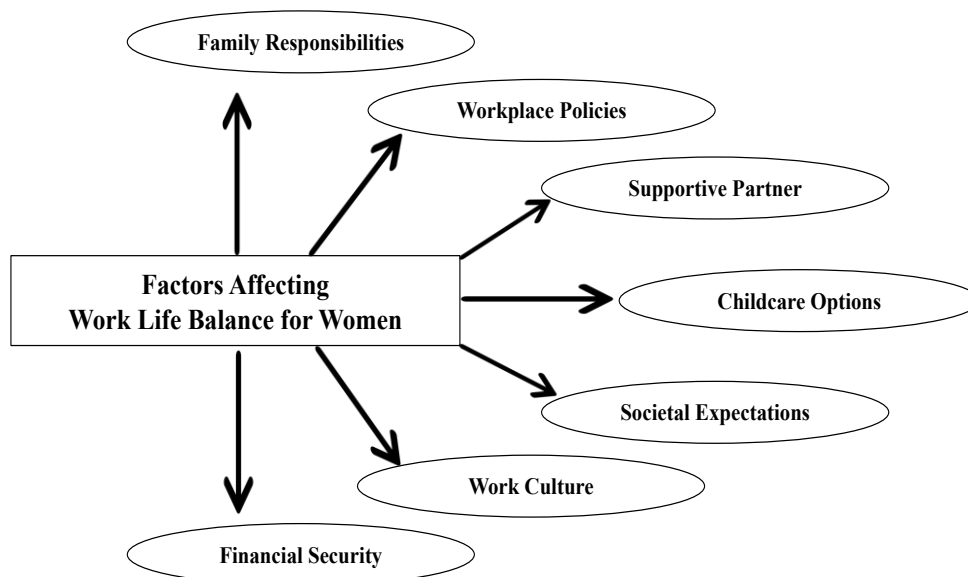 Family Responsibilities
Workplace Policies
Supportive Partner
Factors Affecting
Work Life Balance for Women
Childcare Options
Societal Expectations
Work Culture
Financial Security